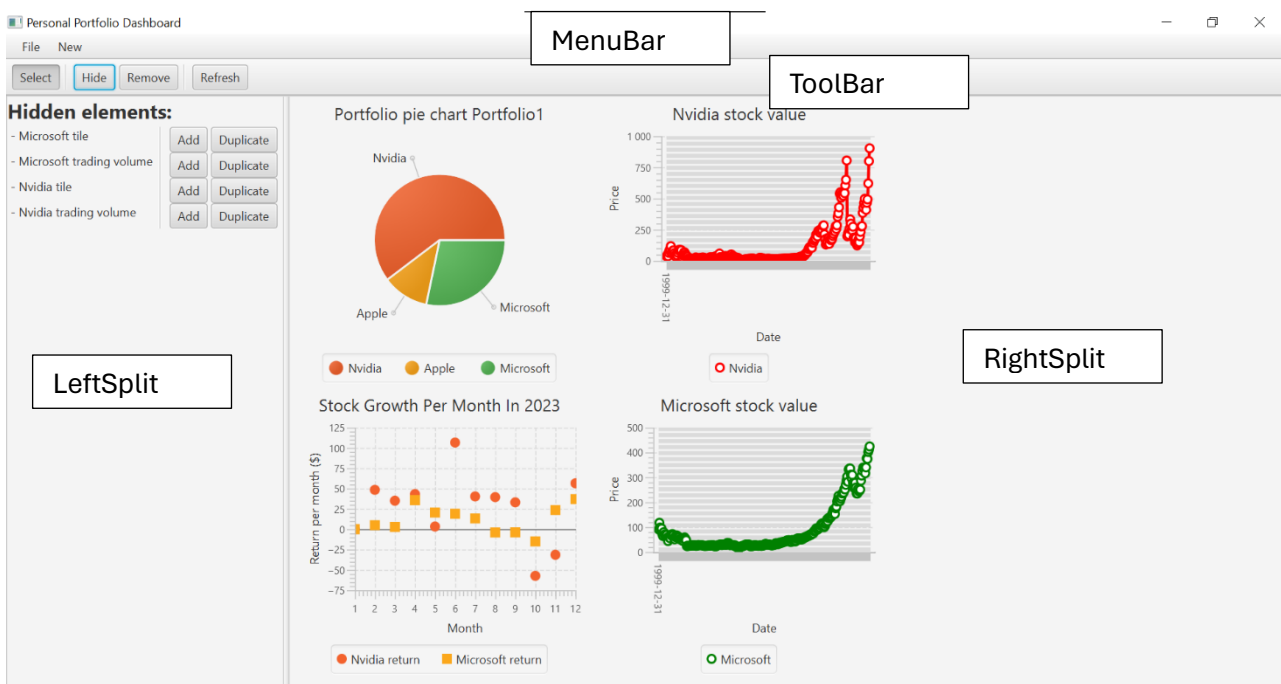 Personal Portfolio Dashboard
MenuBar
File New
Select Hide Remove Refresh
ToolBar
Hidden elements:
- Microsoft tile Add Duplicate
- Microsoft trading volume Add Duplicate
- Nvidia tile Add Duplicate
- Nvidia trading volume Add Duplicate
LeftSplit
Portfolio pie chart Portfolio1
Nvidia
Apple
Microsoft
Nvidia Apple Microsoft
Nvidia stock value
Price
1 000
750
500
250
0
1999-12-31
Date
Nvidia
RightSplit
Stock Growth Per Month In 2023
Return per month ($)
125
100
75
50
25
0
−25
−50
−75
1 2 3 4 5 6 7 8 9 10 11 12
Month
Nvidia return Microsoft return
Microsoft stock value
Price
500
400
300
200
100
0
1999-12-31
Date
Microsoft